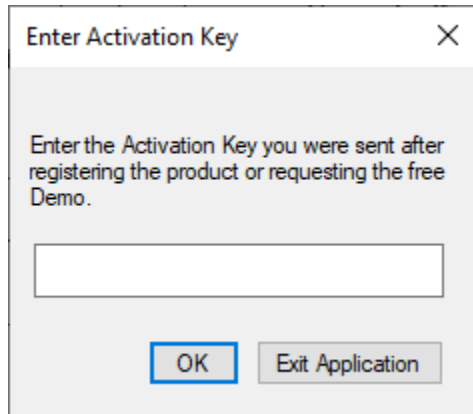 Enter Activation Key
Enter the Activation Key you were sent after
registering the product or requesting the free
Demo.
OK
Exit Application